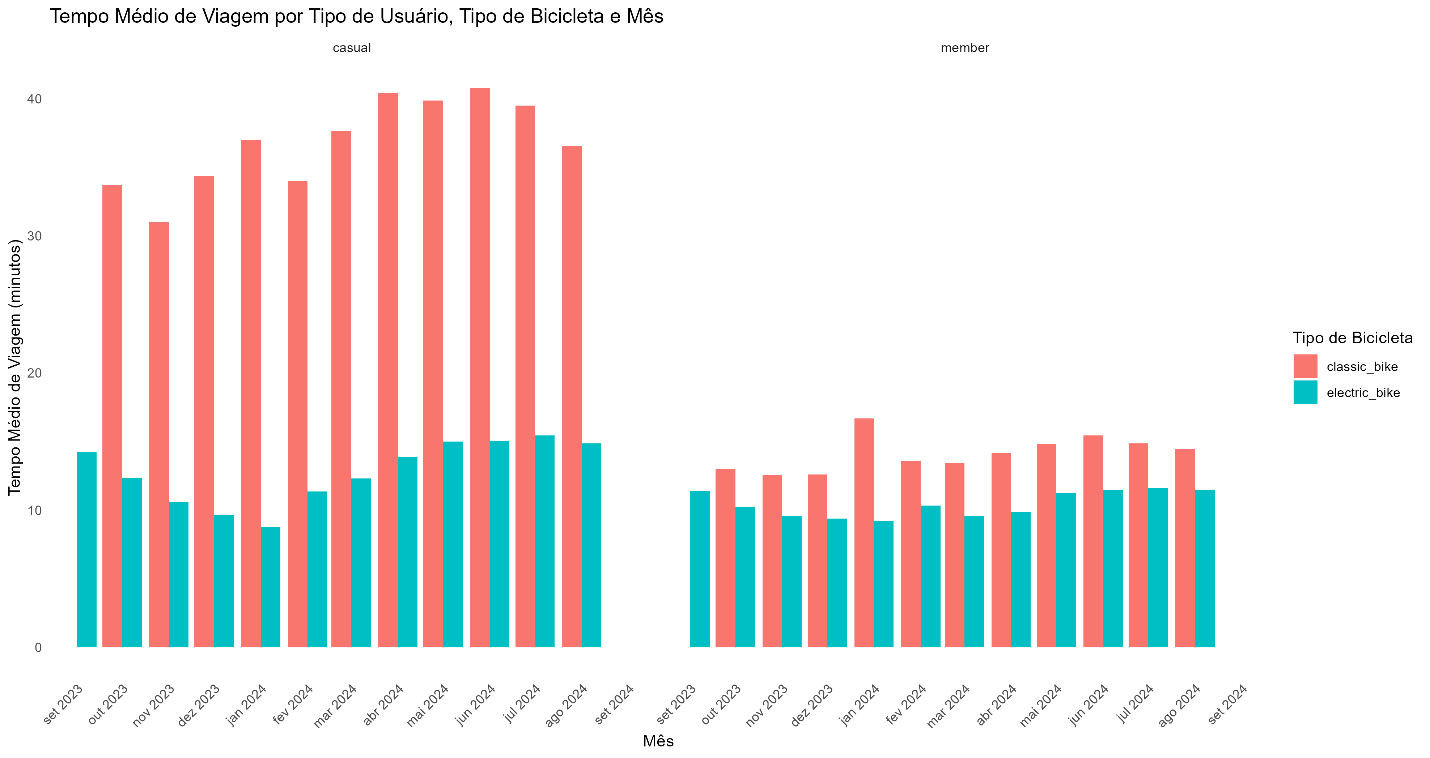 Tempo Médio de Viagem por Tipo de Usuário, Tipo de Bicicleta e Mês
casual
member
Tempo Médio de Viagem (minutos)
40
30
20
10
0
set 2023
out 2023
nov 2023
dez 2023
jan 2024
fev 2024
mar 2024
abr 2024
mai 2024
jun 2024
jul 2024
ago 2024
set 2024
set 2023
out 2023
nov 2023
dez 2023
jan 2024
fev 2024
mar 2024
abr 2024
mai 2024
jun 2024
jul 2024
ago 2024
set 2024
Mês
Tipo de Bicicleta
classic_bike
electric_bike